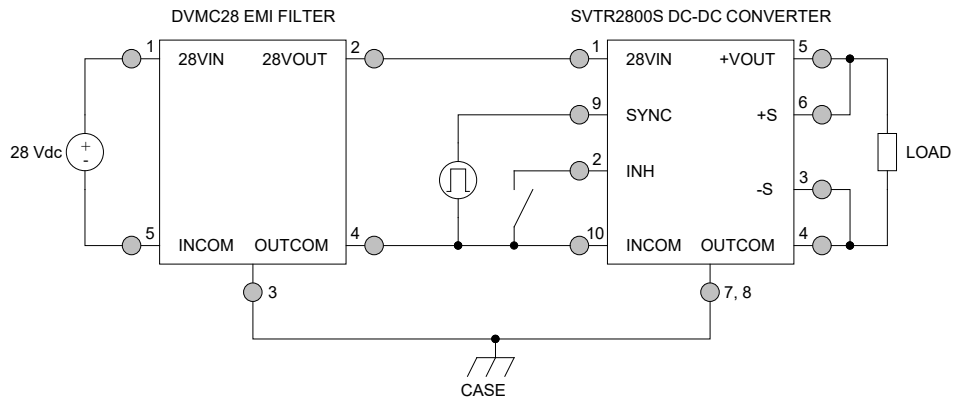 DVMC28 EMI FILTER
SVTR2800S DC-DC CONVERTER
1 28VIN 28VOUT 2
1 28VIN +VOUT 5
9 SYNC +S 6
28 Vdc + -
2 INH
-S 3
LOAD
5 INCOM OUTCOM 4
10 INCOM OUTCOM 4
3
7, 8
CASE